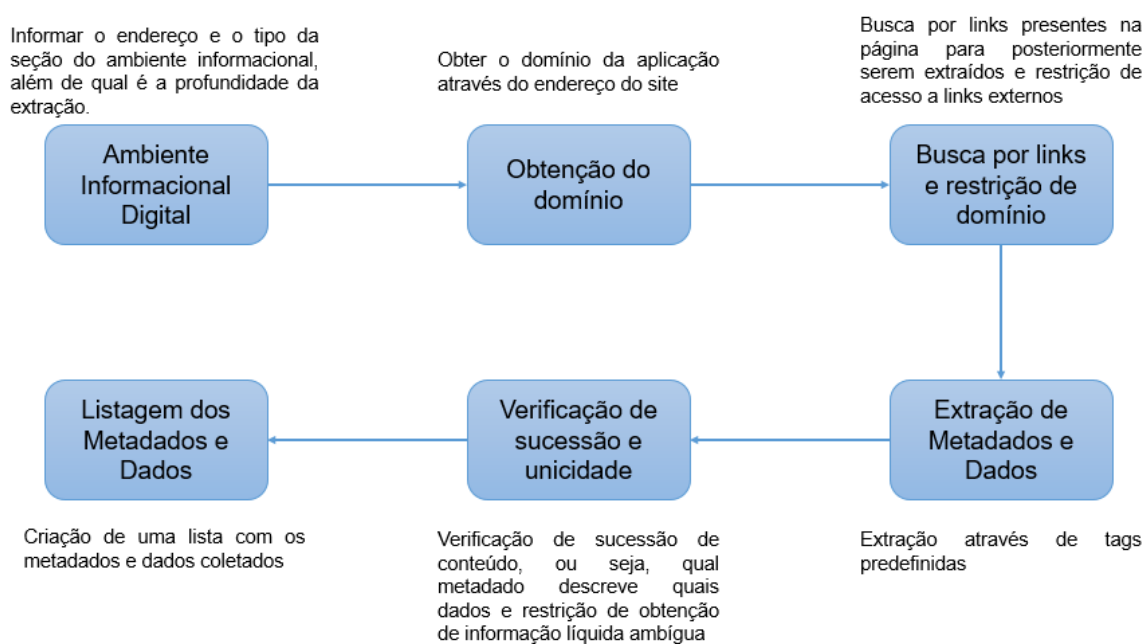 Informar o endereço e o tipo da
seção do ambiente informacional,
além de qual é a profundidade da
extração.
Ambiente
Informacional
Digital
Obter o domínio da aplicação
através do endereço do site
Obtenção do
domínio
Busca por links presentes na
página para posteriormente
serem extraídos e restrição de
acesso a links externos
Busca por links
e restrição de
domínio
Extração de
Metadados e
Dados
Extração através de tags
predefinidas
Verificação de
sucessão e
unicidade
Verificação de sucessão de
conteúdo, ou seja, qual
metadado descreve quais
dados e restrição de obtenção
de informação líquida ambígua
Listagem dos
Metadados e
Dados
Criação de uma lista com os
metadados e dados coletados